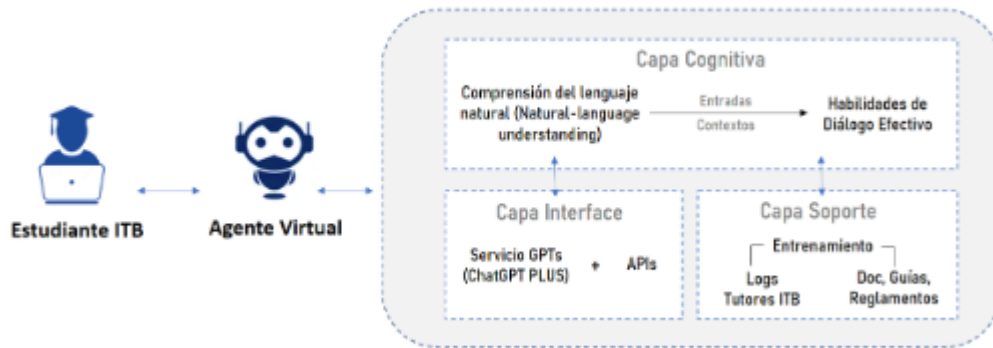 Capa Cognitiva
Comprensión del lenguaje
natural (Natural-language
understanding)
Entradas
Contextos
Habilidades de
Diálogo Efectivo
Estudiante ITB
Agente Virtual
Capa Interface
Servicio GPTs
(ChatGPT PLUS)
+
APIs
Capa Soporte
Entrenamiento
Logs
Tutores ITB
Doc, Guías,
Reglamentos